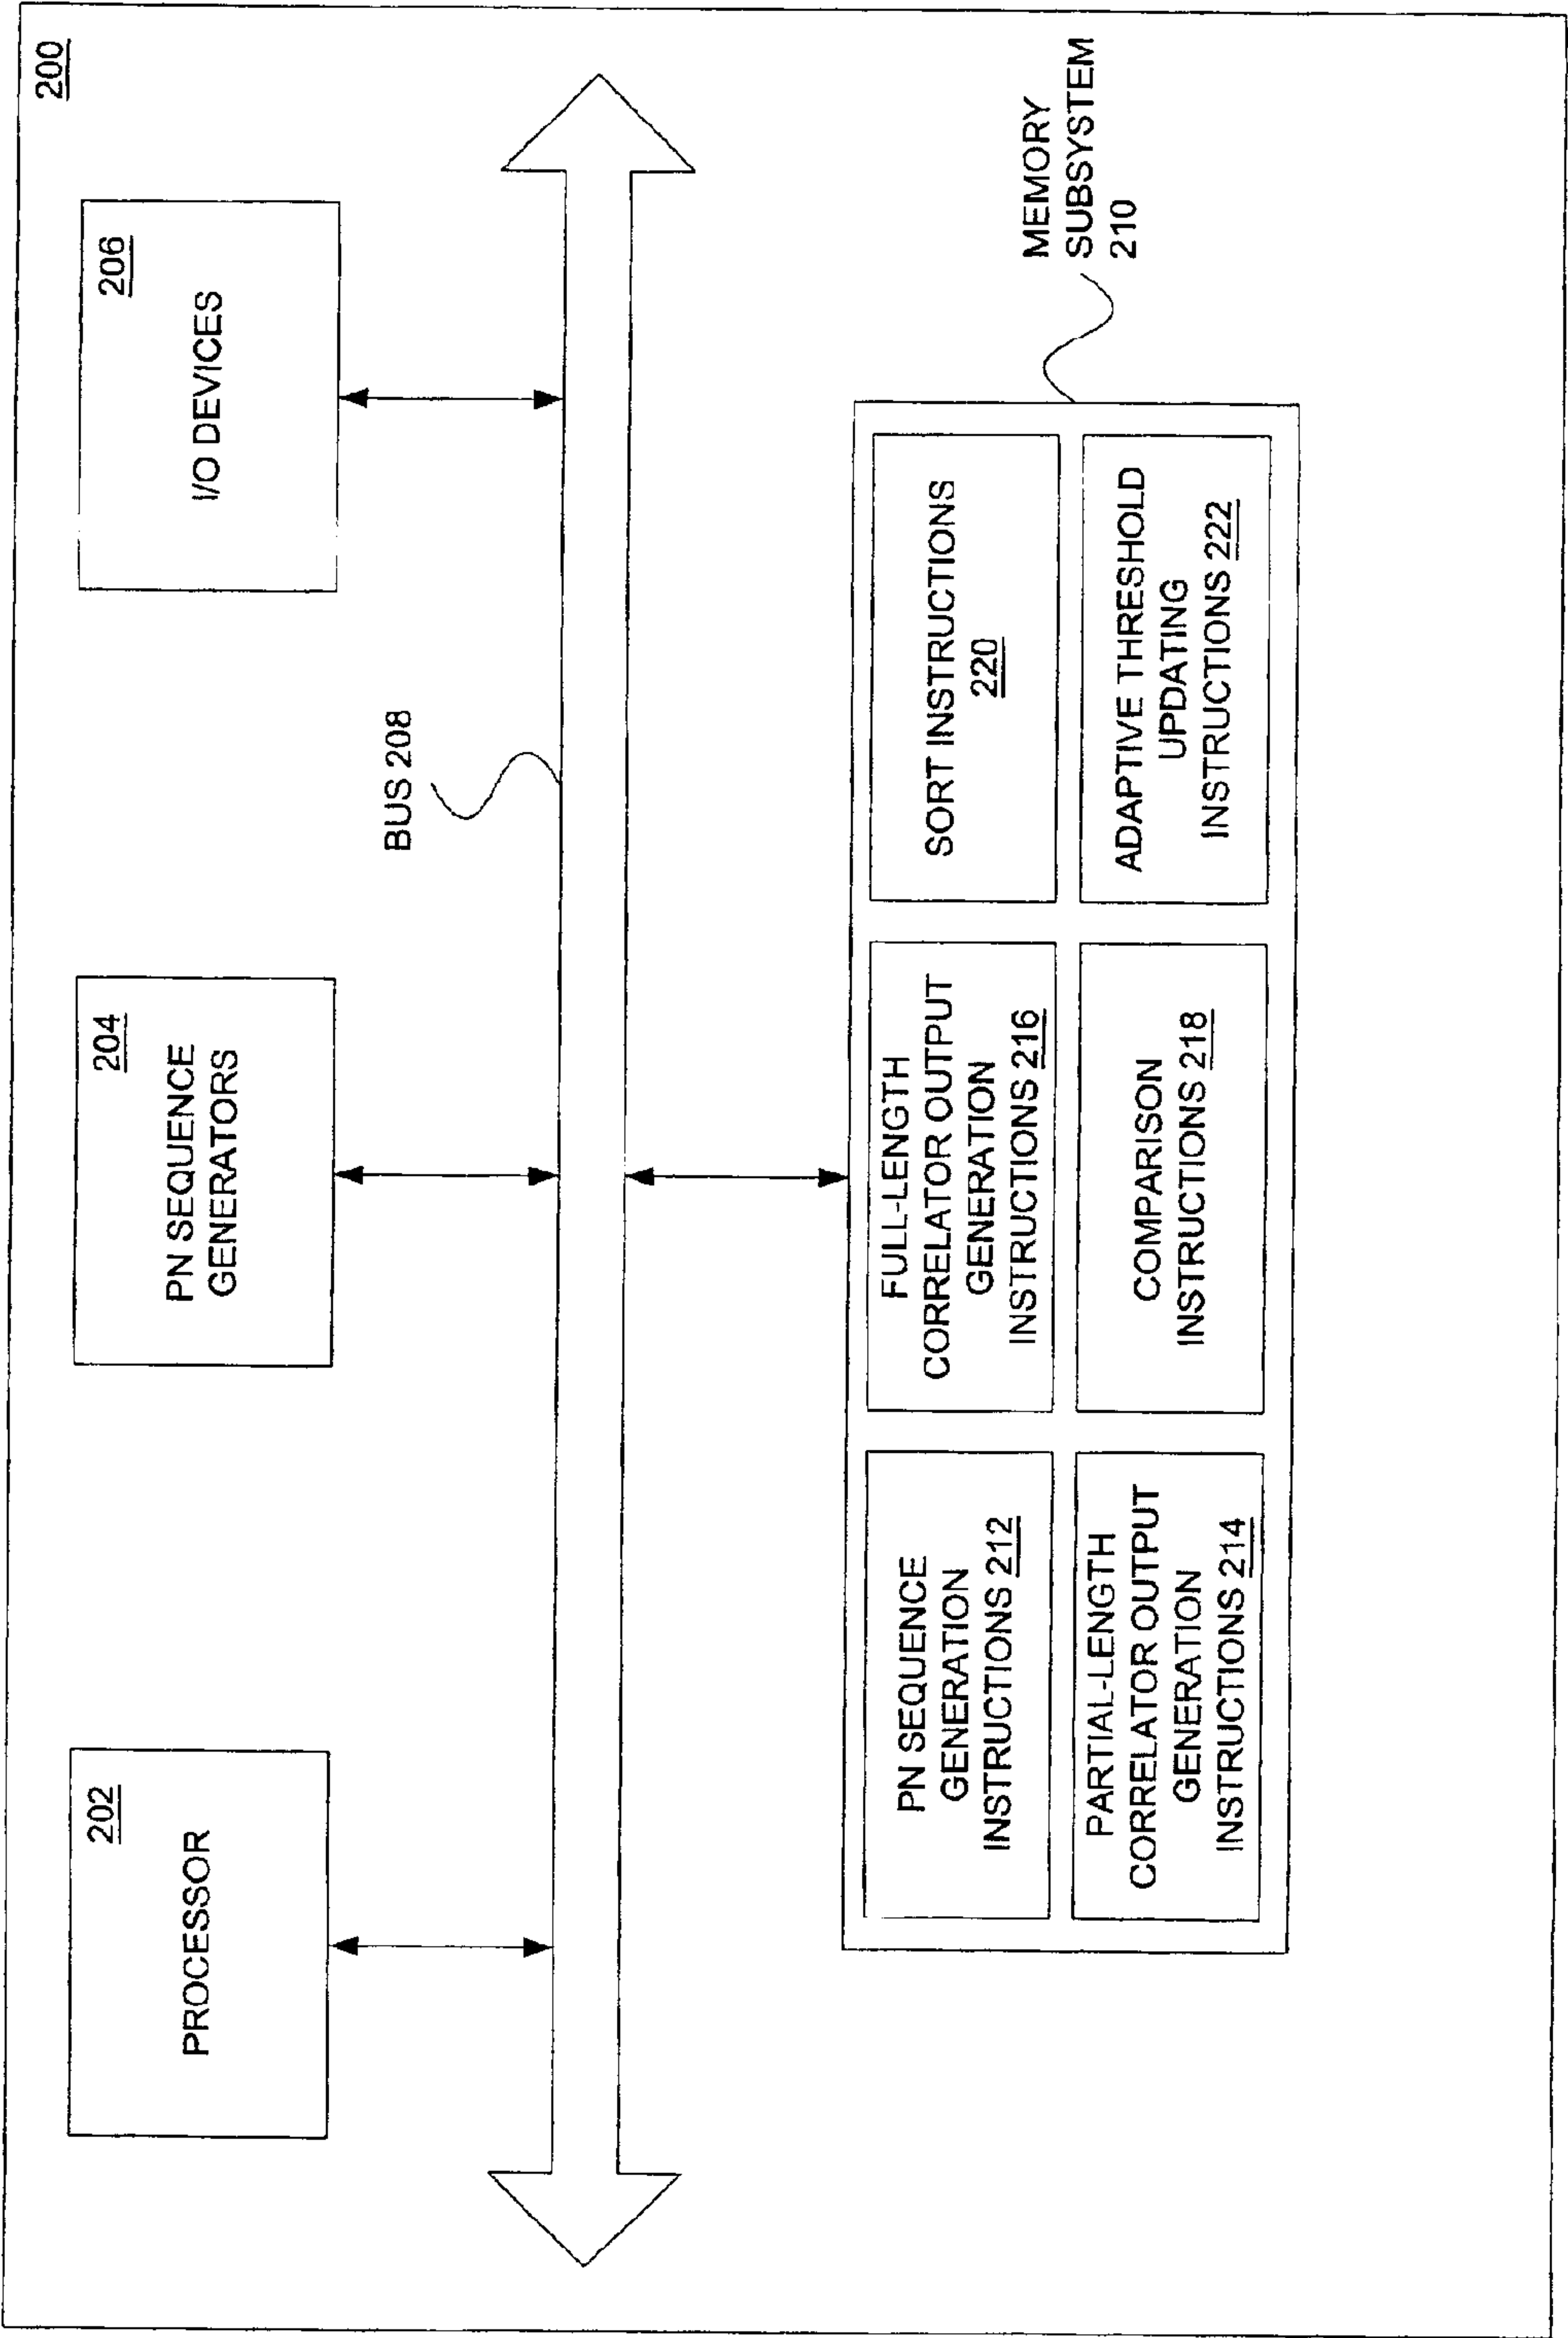 200
202
PROCESSOR
204
PN SEQUENCE
GENERATORS
206
I/O DEVICES
BUS 208
MEMORY
SUBSYSTEM
210
PN SEQUENCE
GENERATION
INSTRUCTIONS 212
FULL-LENGTH
CORRELATOR OUTPUT
GENERATION
INSTRUCTIONS 216
SORT INSTRUCTIONS
220
PARTIAL-LENGTH
CORRELATOR OUTPUT
GENERATION
INSTRUCTIONS 214
COMPARISON
INSTRUCTIONS 218
ADAPTIVE THRESHOLD
UPDATING
INSTRUCTIONS 222